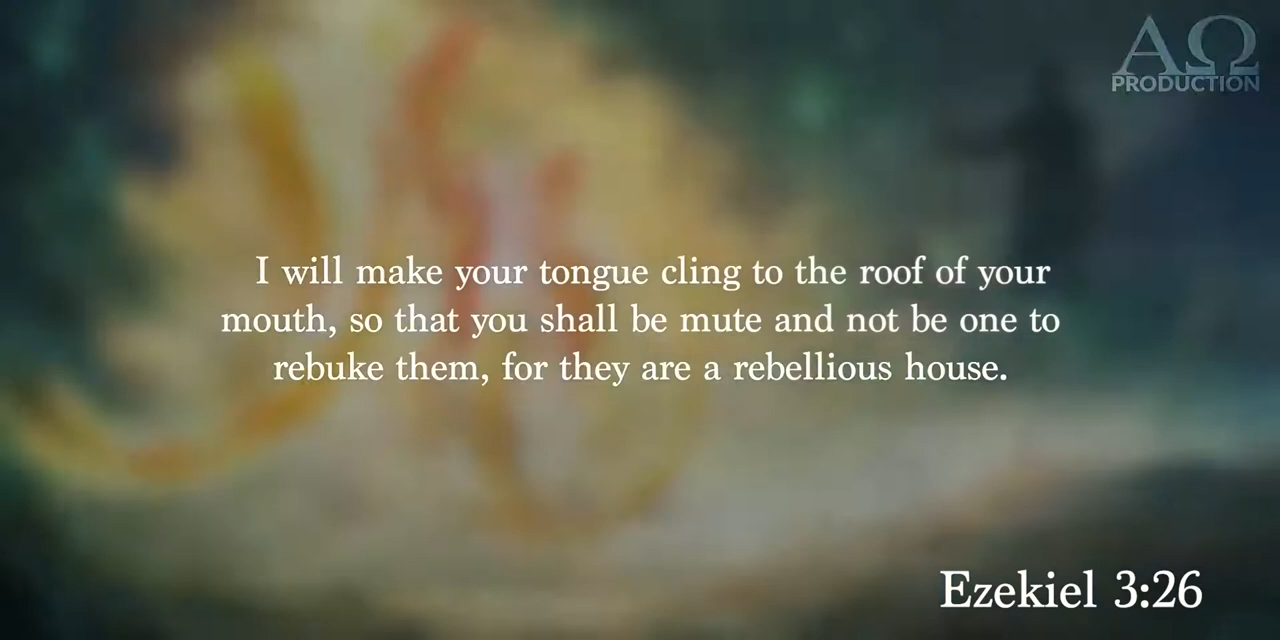 ΑΩ
PRODUCTION
I will make your tongue cling to the roof of your
mouth, so that you shall be mute and not be one to
rebuke them, for they are a rebellious house.
Ezekiel 3:26